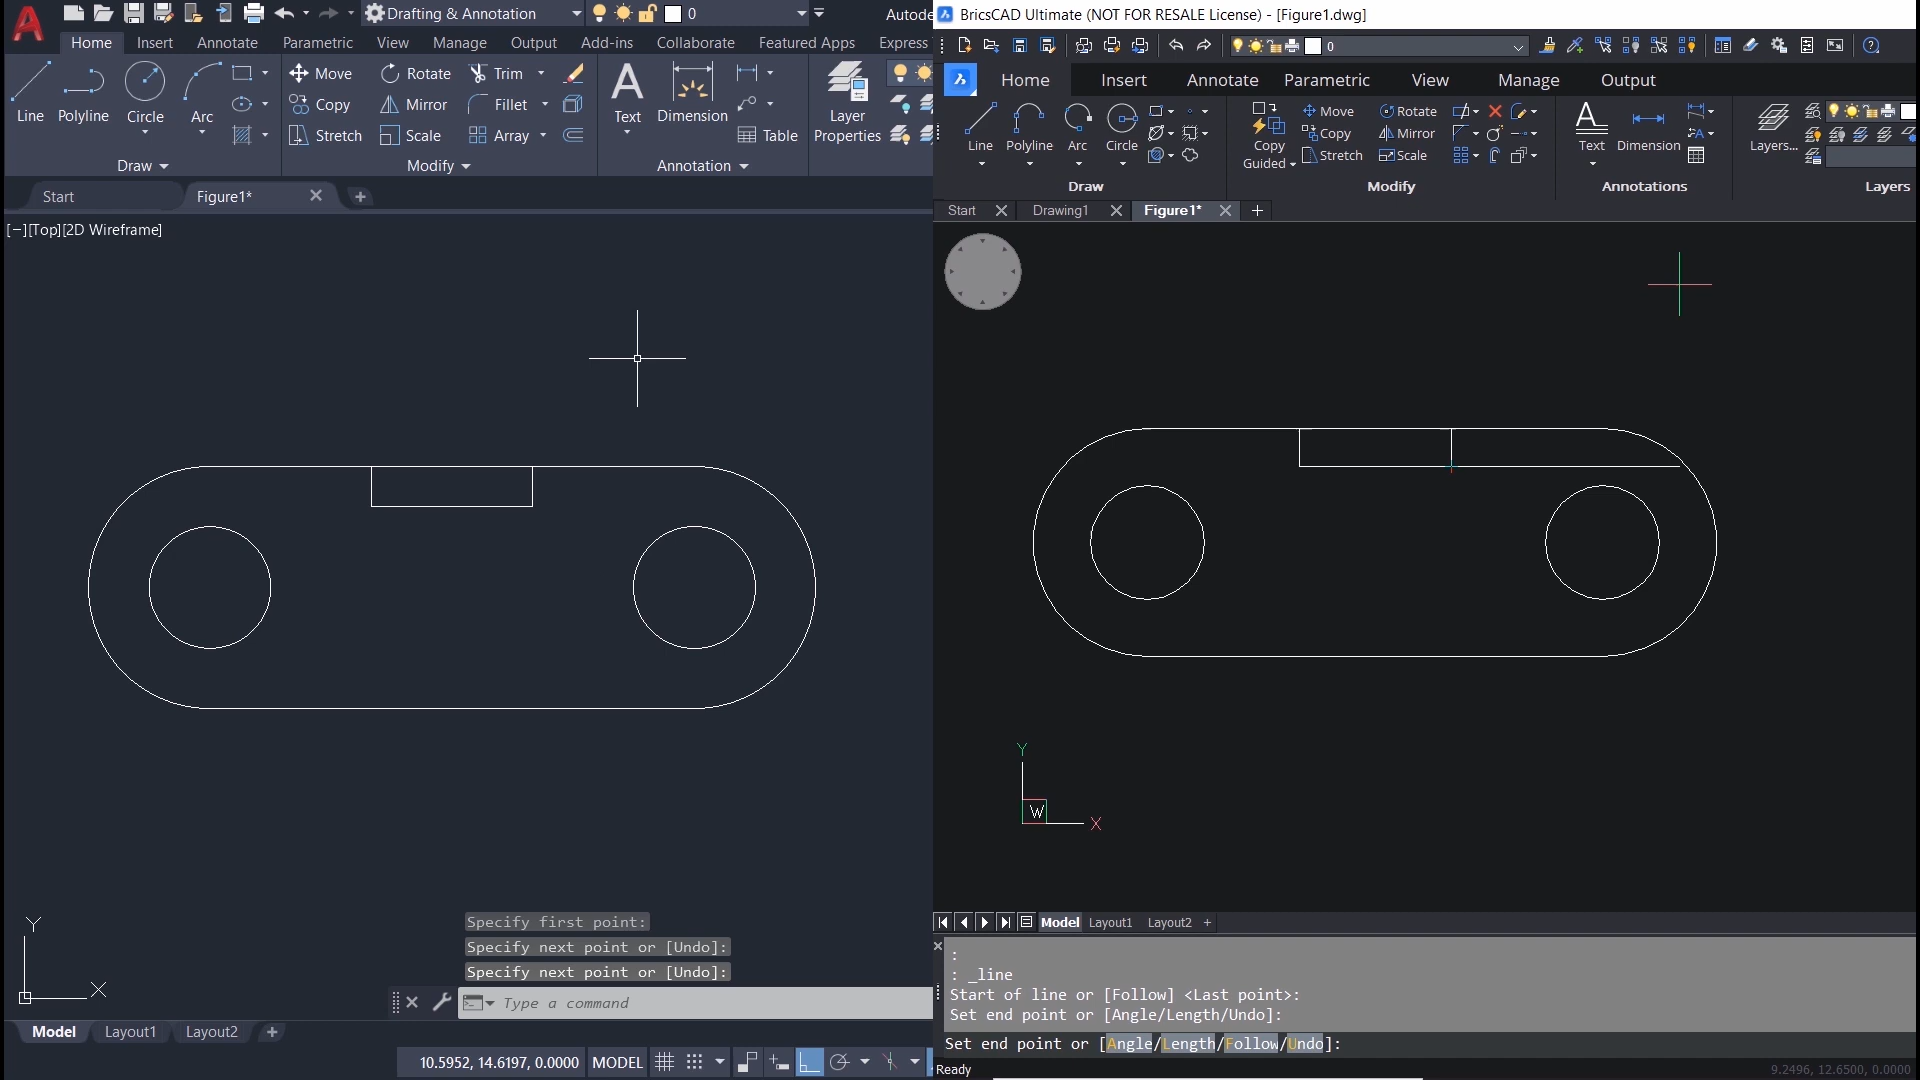 Drafting & Annotation
0
Autode
Home Insert Annotate Parametric View Manage Output Add-ins Collaborate Featured Apps Express
Line
Polyline
Circle
Arc
Move
Rotate
Trim
Copy
Mirror
Fillet
Stretch
Scale
Array
Text
Dimension
Table
Layer
Properties
Draw
Modify
Annotation
Start
Figure1*
[−][Top][2D Wireframe]
Y
X
Specify first point:
Specify next point or [Undo]:
Specify next point or [Undo]:
Type a command
Model Layout1 Layout2
10.5952, 14.6197, 0.0000 MODEL
BricsCAD Ultimate (NOT FOR RESALE License) - [Figure1.dwg]
0
Home Insert Annotate Parametric View Manage Output
Line
Polyline
Arc
Circle
Copy
Guided
Move
Rotate
Copy
Mirror
Stretch
Scale
A
Text
Dimension
Layers...
Draw
Modify
Annotations
Layers
Start Drawing1 Figure1*
Y
W
X
Model Layout1 Layout2 +
:
: _line
Start of line or [Follow] <Last point>:
Set end point or [Angle/Length/Undo]:
Set end point or [Angle/Length/Follow/Undo]:
Ready
9.2496, 12.6500, 0.0000